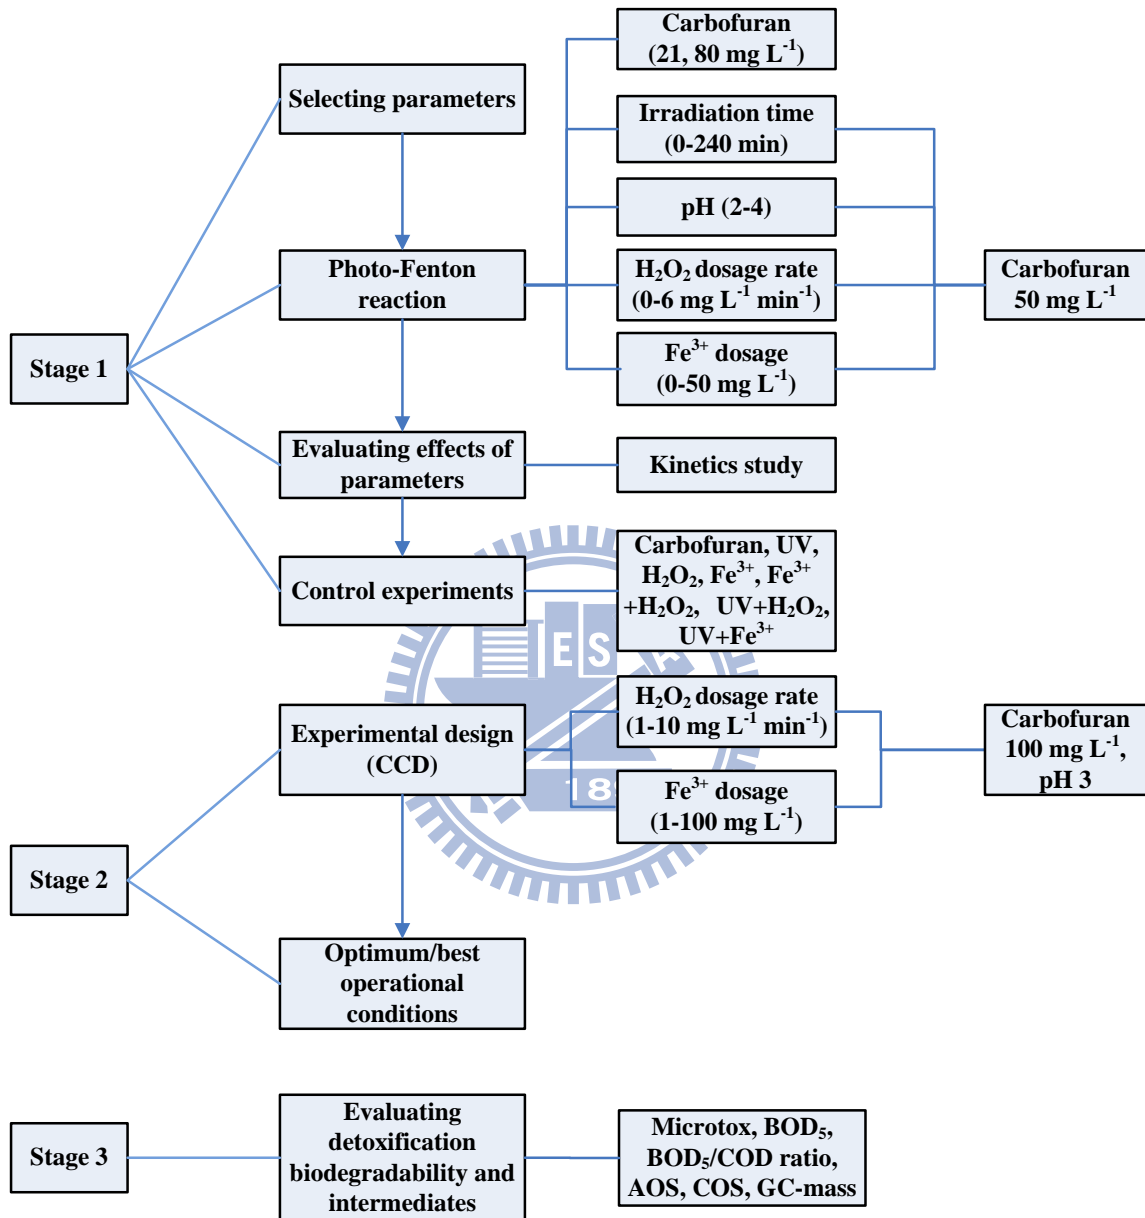 Stage 1
Selecting parameters
Photo-Fenton
reaction
Carbofuran
(21, 80 mg L⁻¹)
Irradiation time
(0-240 min)
pH (2-4)
H₂O₂ dosage rate
(0-6 mg L⁻¹ min⁻¹)
Fe³⁺ dosage
(0-50 mg L⁻¹)
Carbofuran
50 mg L⁻¹
Evaluating effects of
parameters
Kinetics study
Control experiments
Carbofuran, UV,
H₂O₂, Fe³⁺, Fe³⁺
+H₂O₂, UV+H₂O₂,
UV+Fe³⁺
Stage 2
Experimental design
(CCD)
H₂O₂ dosage rate
(1-10 mg L⁻¹ min⁻¹)
Fe³⁺ dosage
(1-100 mg L⁻¹)
Carbofuran
100 mg L⁻¹,
pH 3
Optimum/best
operational
conditions
Stage 3
Evaluating
detoxification
biodegradability and
intermediates
Microtox, BOD₅,
BOD₅/COD ratio,
AOS, COS, GC-mass
E S